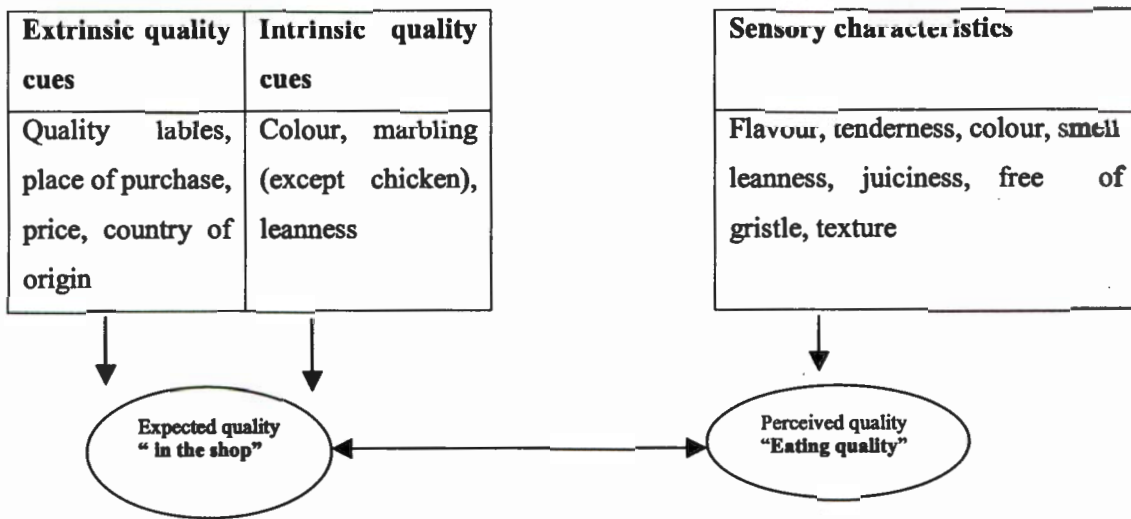 Extrinsic quality
cues
Intrinsic quality
cues
Quality lables,
place of purchase,
price, country of
origin
Colour, marbling
(except chicken),
leanness
Sensory characteristics
Flavour, tenderness, colour, smell
leanness, juiciness, free of
gristle, texture
Expected quality
“ in the shop”
Perceived quality
“Eating quality”